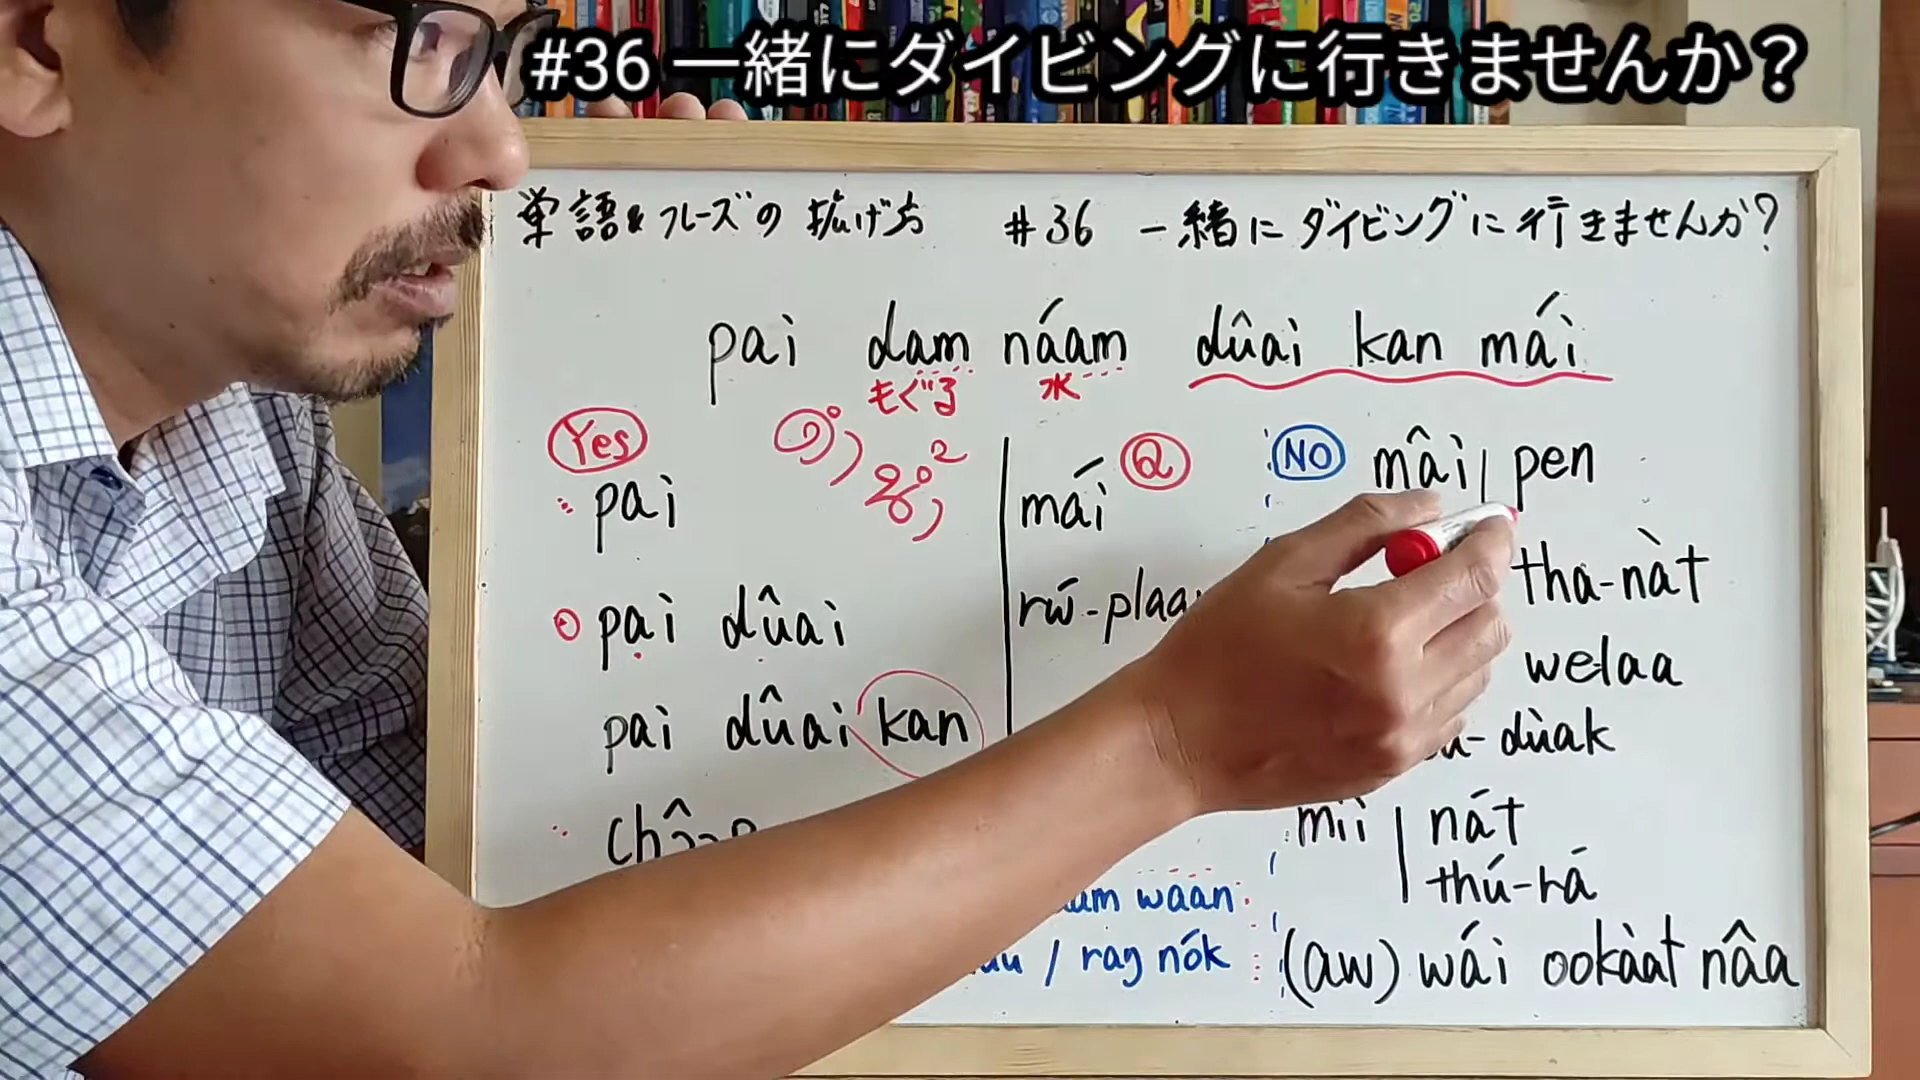 #36 一緒にダイビングに行きませんか？
単語&フレーズの拡げ方 #36 一緒にダイビングに行きませんか?
pai dam náam dûai kan mái
もぐる 水
Yes
pai
pai dûai
pai dûai kan
mái Q
NO mâi pen
tha-nàt
welaa
dùak
mii nát
thú-rá
waan
/ rag nók
(aw) wái ookàat nâa